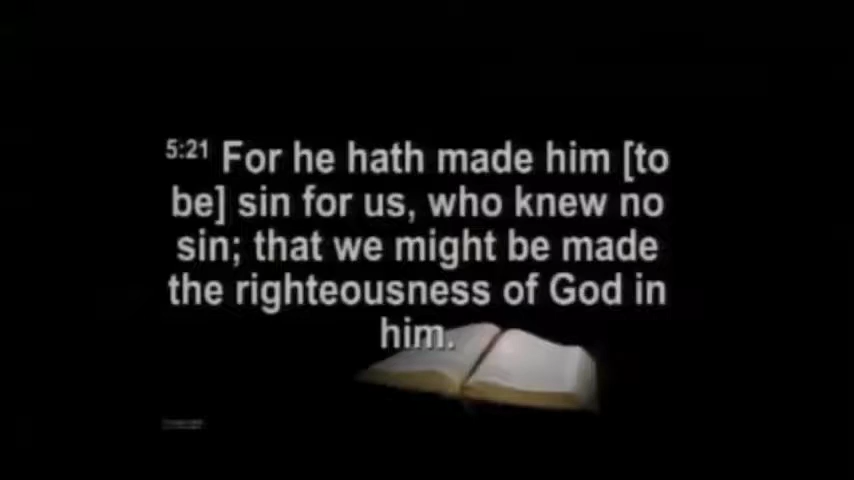 5:21 For he hath made him [to
be] sin for us, who knew no
sin; that we might be made
the righteousness of God in
him.